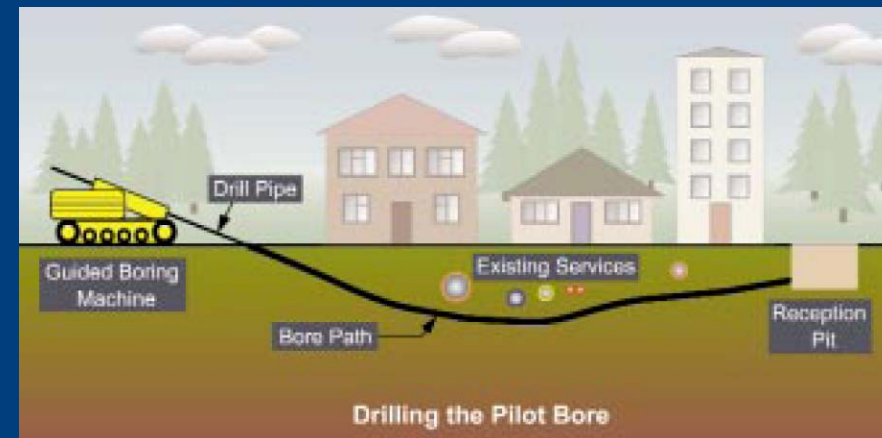 Drill Pipe
Guided Boring
Machine
Existing Services
Bore Path
Reception
Pit
Drilling the Pilot Bore